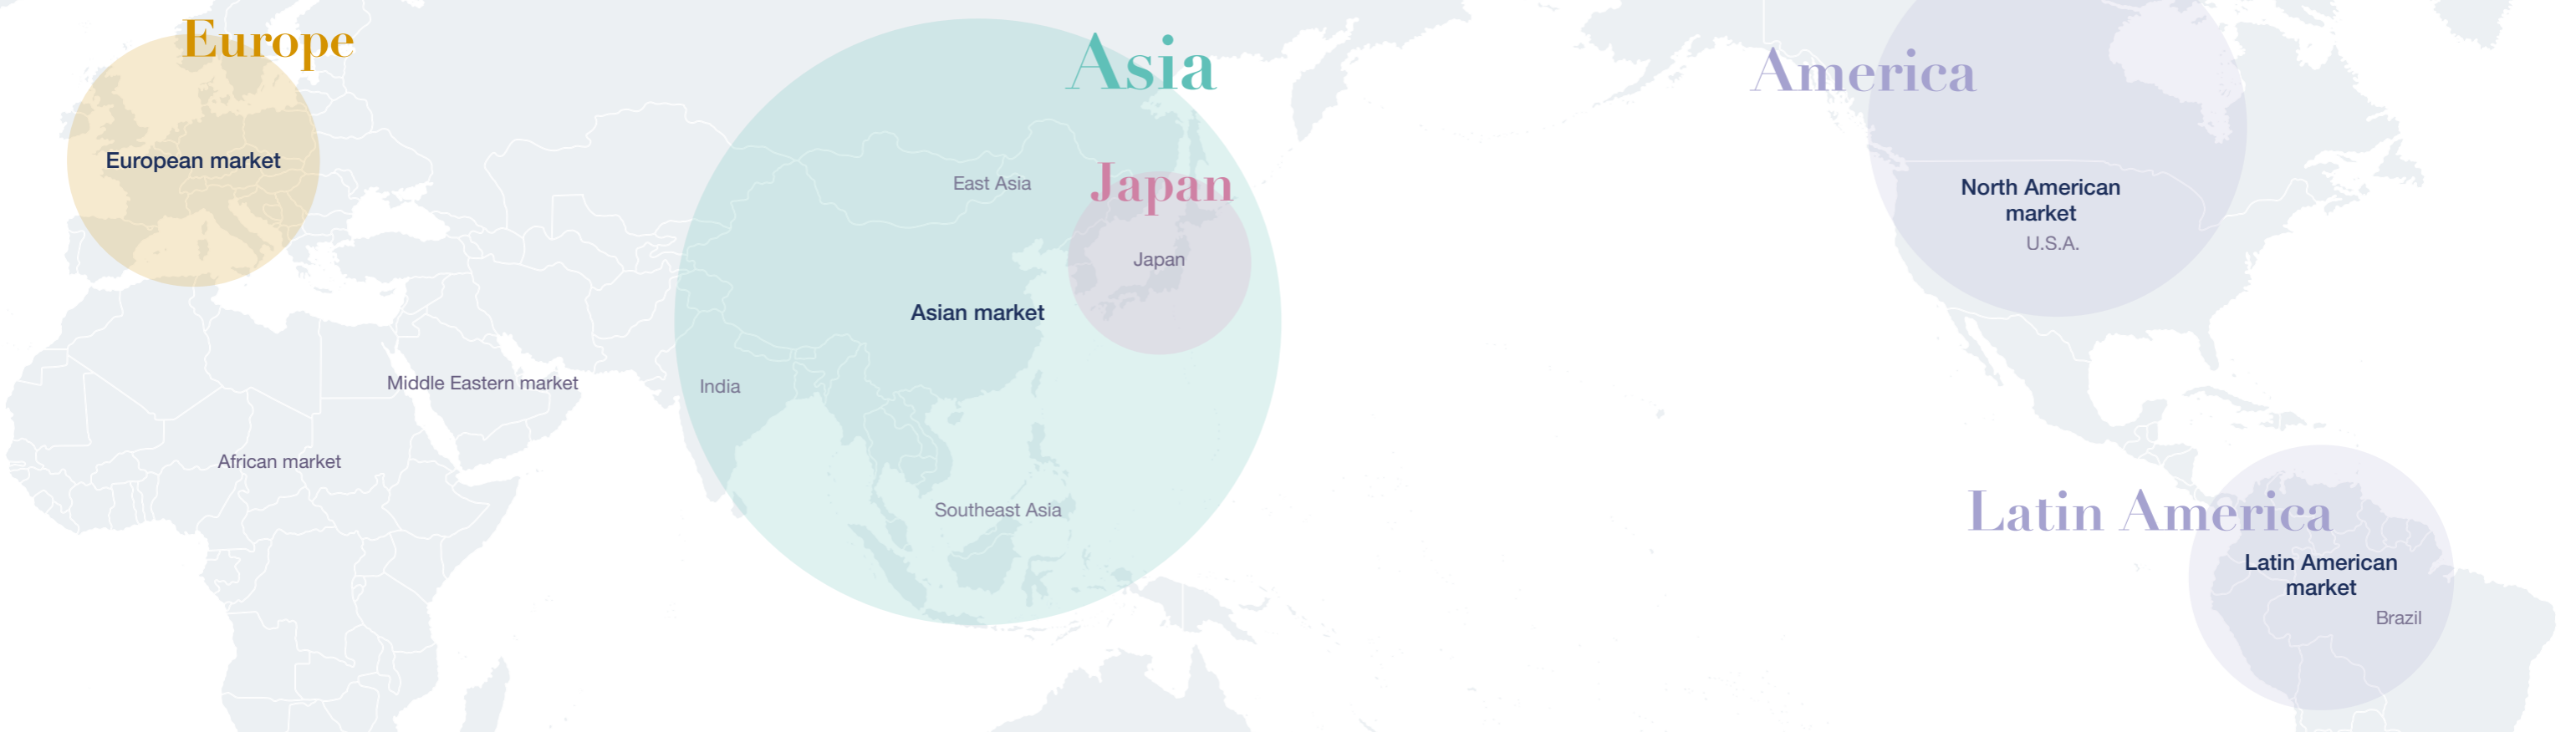 Europe
European market
Middle Eastern market
African market
Asia
East Asia
Japan
Japan
Asian market
India
Southeast Asia
America
North American
market
U.S.A.
Latin America
Latin American
market
Brazil